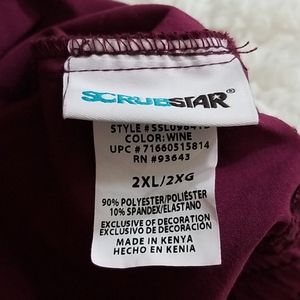 SCRUBSTAR®
COLOR: WINE
UPC # 71660515814
RN # 93643
2XL/2XG
90% POLYESTER/POLIÉSTER
10% SPANDEX/ELASTANO
EXCLUSIVE OF DECORATION
EXCLUSIVO DE DECORACIÓN
MADE IN KENYA
HECHO EN KENIA